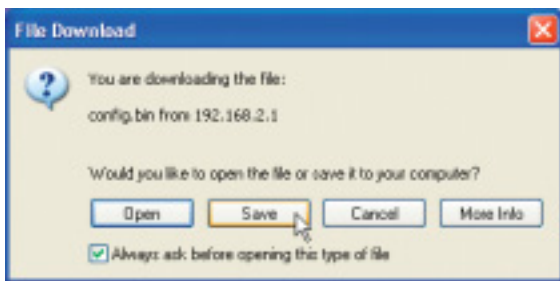 File Download
You are downloading the file:
config.bin from 192.168.2.1
Would you like to open the file or save it to your computer?
Open Save Cancel More Info
Always ask before opening this type of file